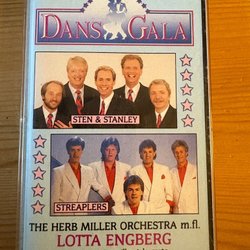 DANS GALA
STEN & STANLEY
STREAPLERS
THE HERB MILLER ORCHESTRA m.fl.
LOTTA ENGBERG